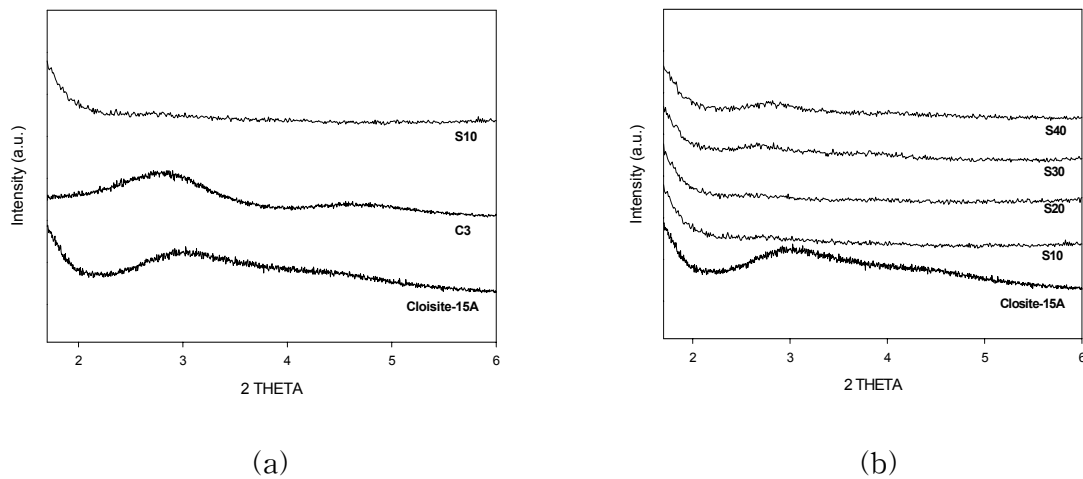 Intensity (a.u.)
S10
C3
Cloisite-15A
2 3 4 5 6
2 THETA
(a)
Intensity (a.u.)
S40
S30
S20
S10
Closite-15A
2 3 4 5 6
2 THETA
(b)